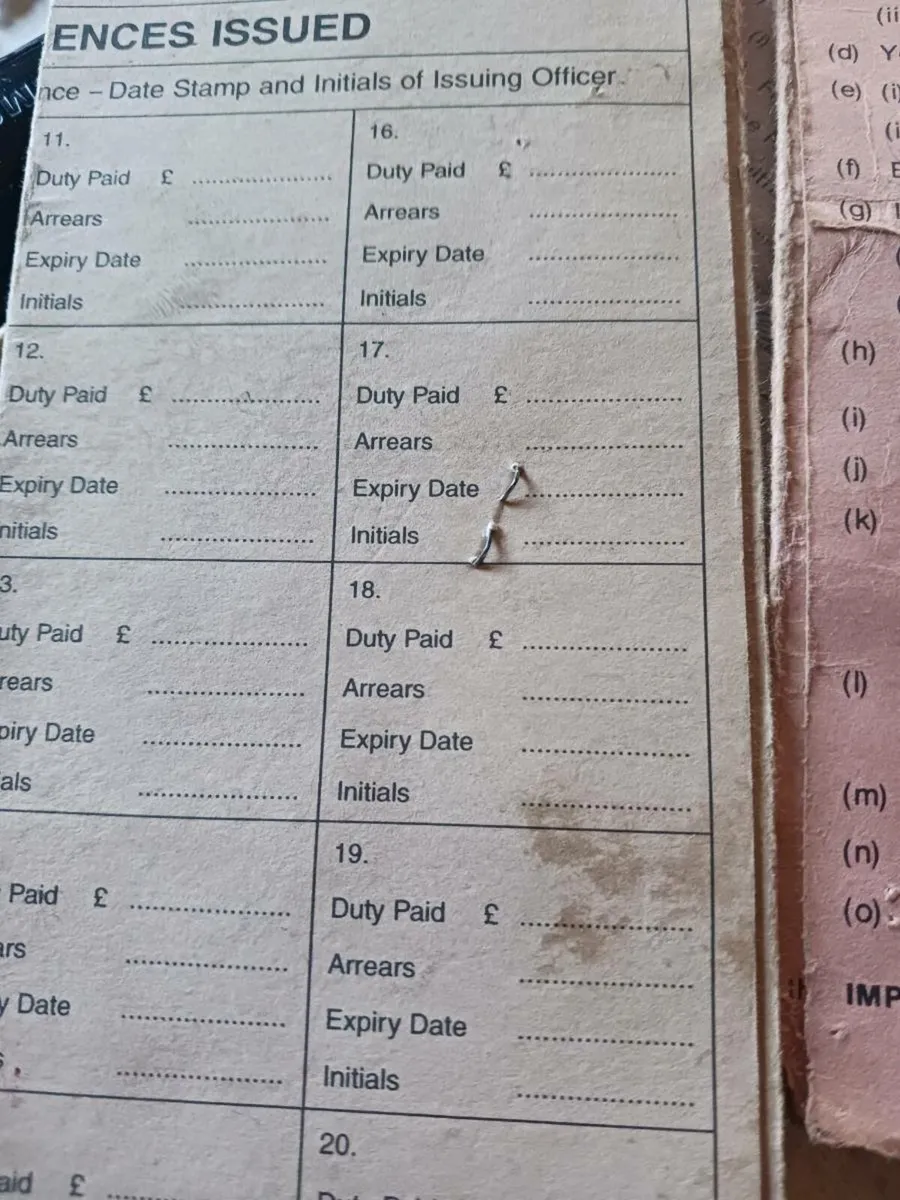 ENCES ISSUED
nce – Date Stamp and Initials of Issuing Officer
11.
Duty Paid £ ....................
Arrears ....................
Expiry Date ....................
Initials ....................
12.
Duty Paid £ ....................
Arrears ....................
Expiry Date ....................
nitials ....................
3.
uty Paid £ ....................
rears ....................
piry Date ....................
ials ....................
Paid £ ....................
ars ....................
y Date ....................
s ....................
aid £ ....................
16.
Duty Paid £ ....................
Arrears ....................
Expiry Date ....................
Initials ....................
17.
Duty Paid £ ....................
Arrears ....................
Expiry Date ....................
Initials ....................
18.
Duty Paid £ ....................
Arrears ....................
Expiry Date ....................
Initials ....................
19.
Duty Paid £ ....................
Arrears ....................
Expiry Date ....................
Initials ....................
20.
(d) Y
(e) (i)
(f) E
(g)
(h)
(i)
(j)
(k)
(l)
(m)
(n)
(o)
IMP